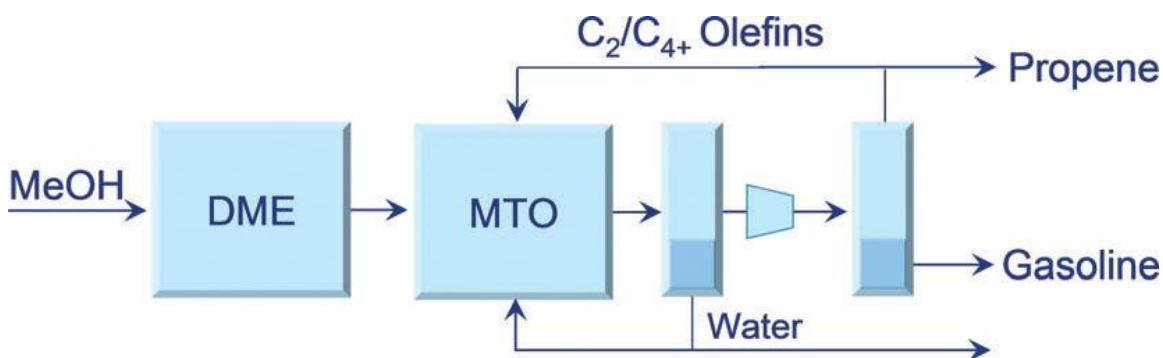 C₂/C₄₊ Olefins
Propene
MeOH
DME
MTO
Gasoline
Water